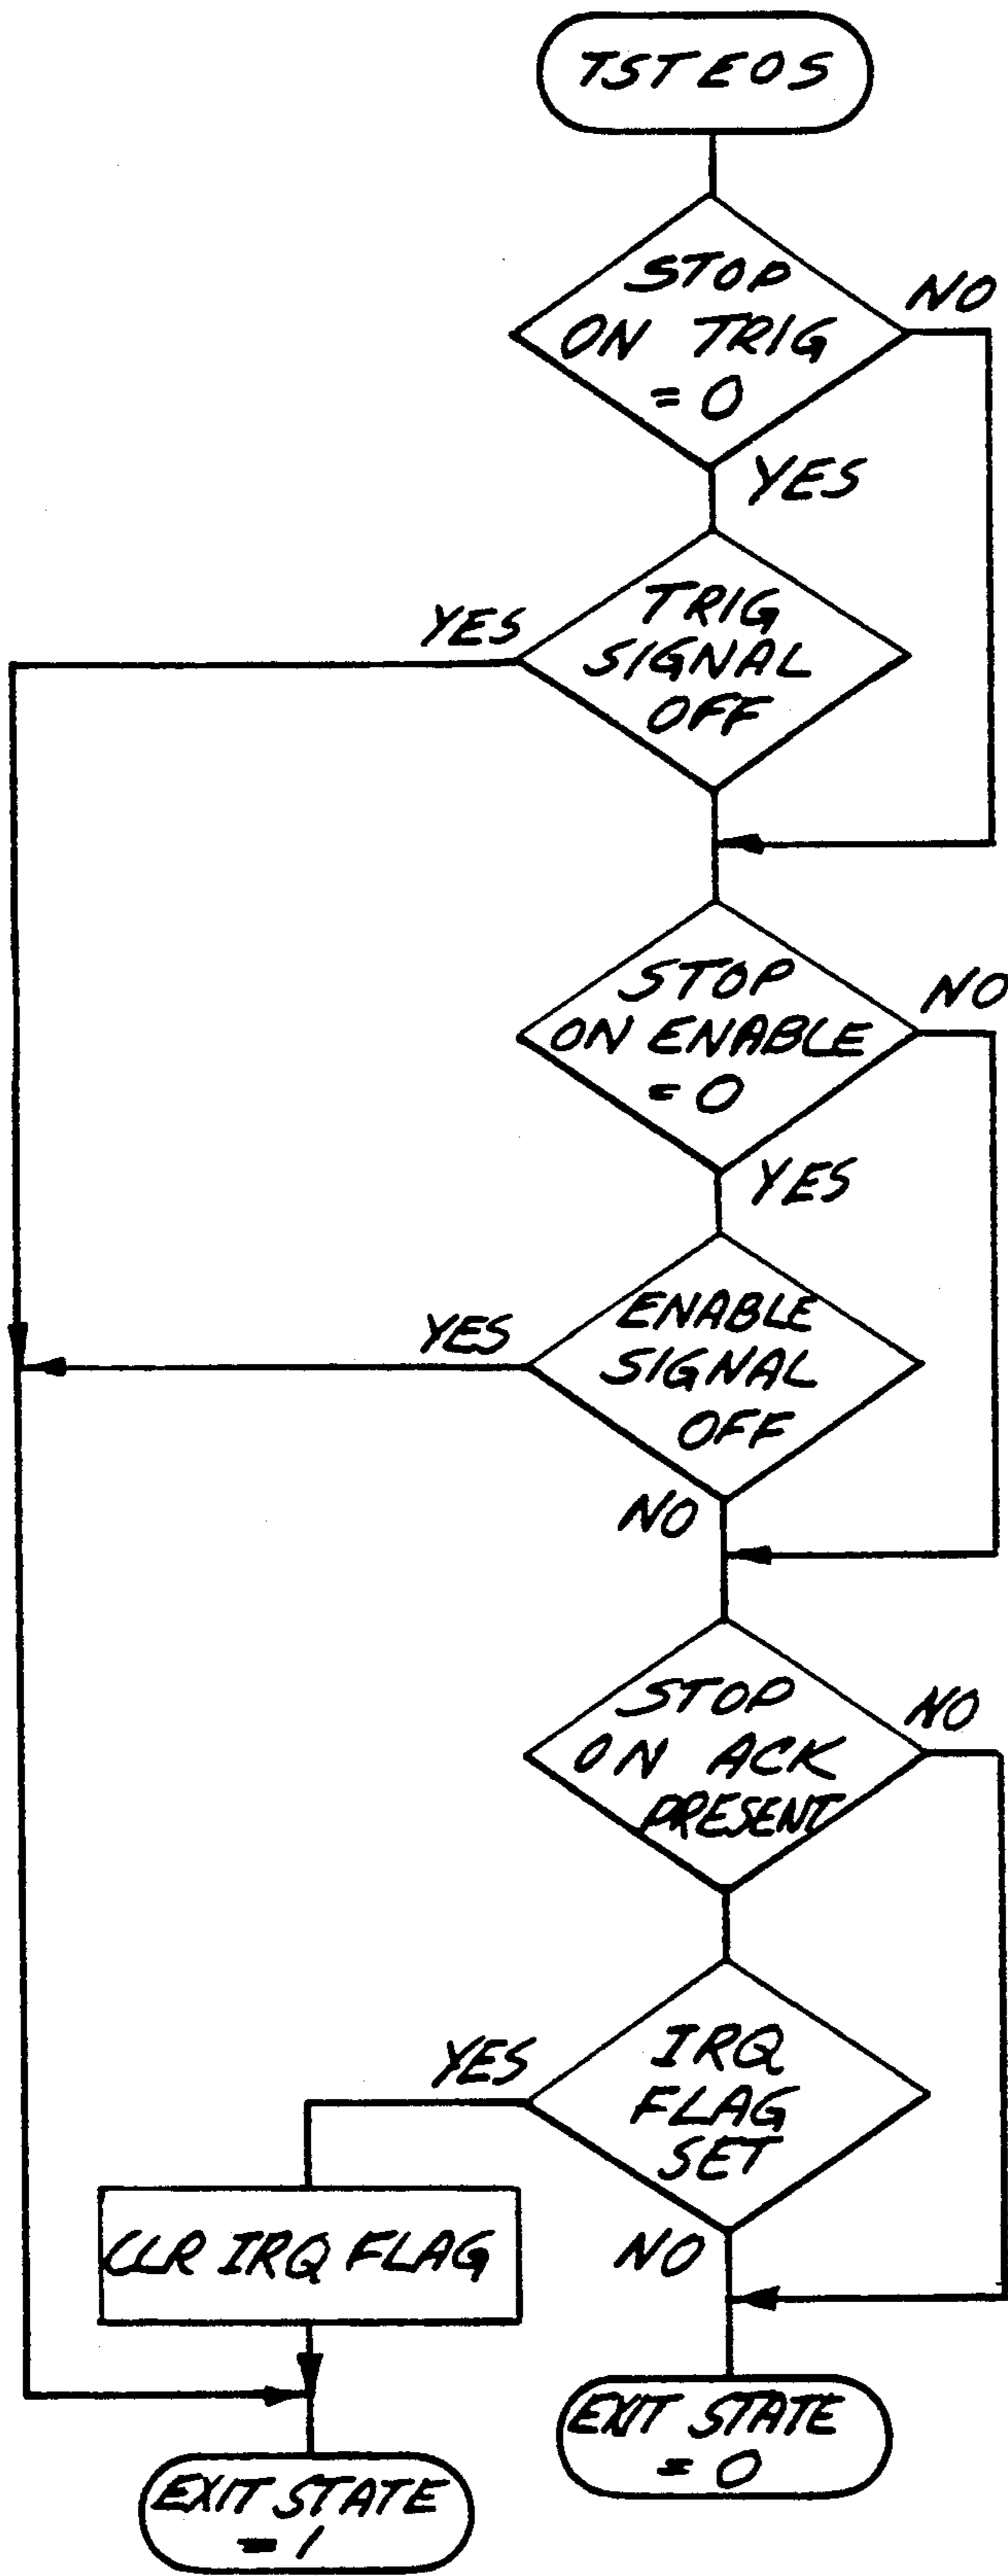 TST EOS
STOP
ON TRIG
= 0
NO
YES
TRIG
SIGNAL
OFF
YES
STOP
ON ENABLE
= 0
NO
YES
ENABLE
SIGNAL
OFF
YES
NO
STOP
ON ACK
PRESENT
NO
IRQ
FLAG
SET
YES
NO
CLR IRQ FLAG
EXIT STATE
= 0
EXIT STATE
= 1